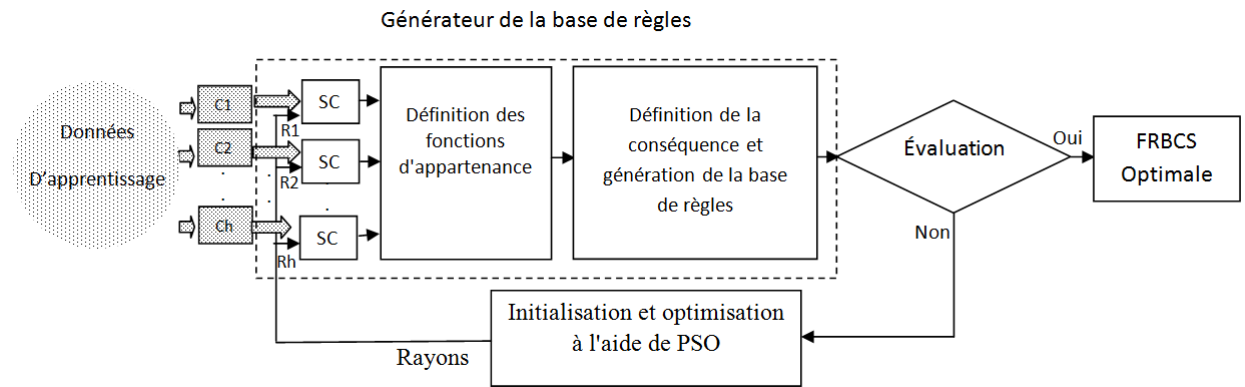 Générateur de la base de règles
Données
D'apprentissage
C1
C2
Ch
R1
R2
Rh
SC
SC
SC
Définition des
fonctions
d'appartenance
Définition de la
conséquence et
génération de la base
de règles
Évaluation
Oui
FRBCS
Optimale
Non
Initialisation et optimisation
à l'aide de PSO
Rayons